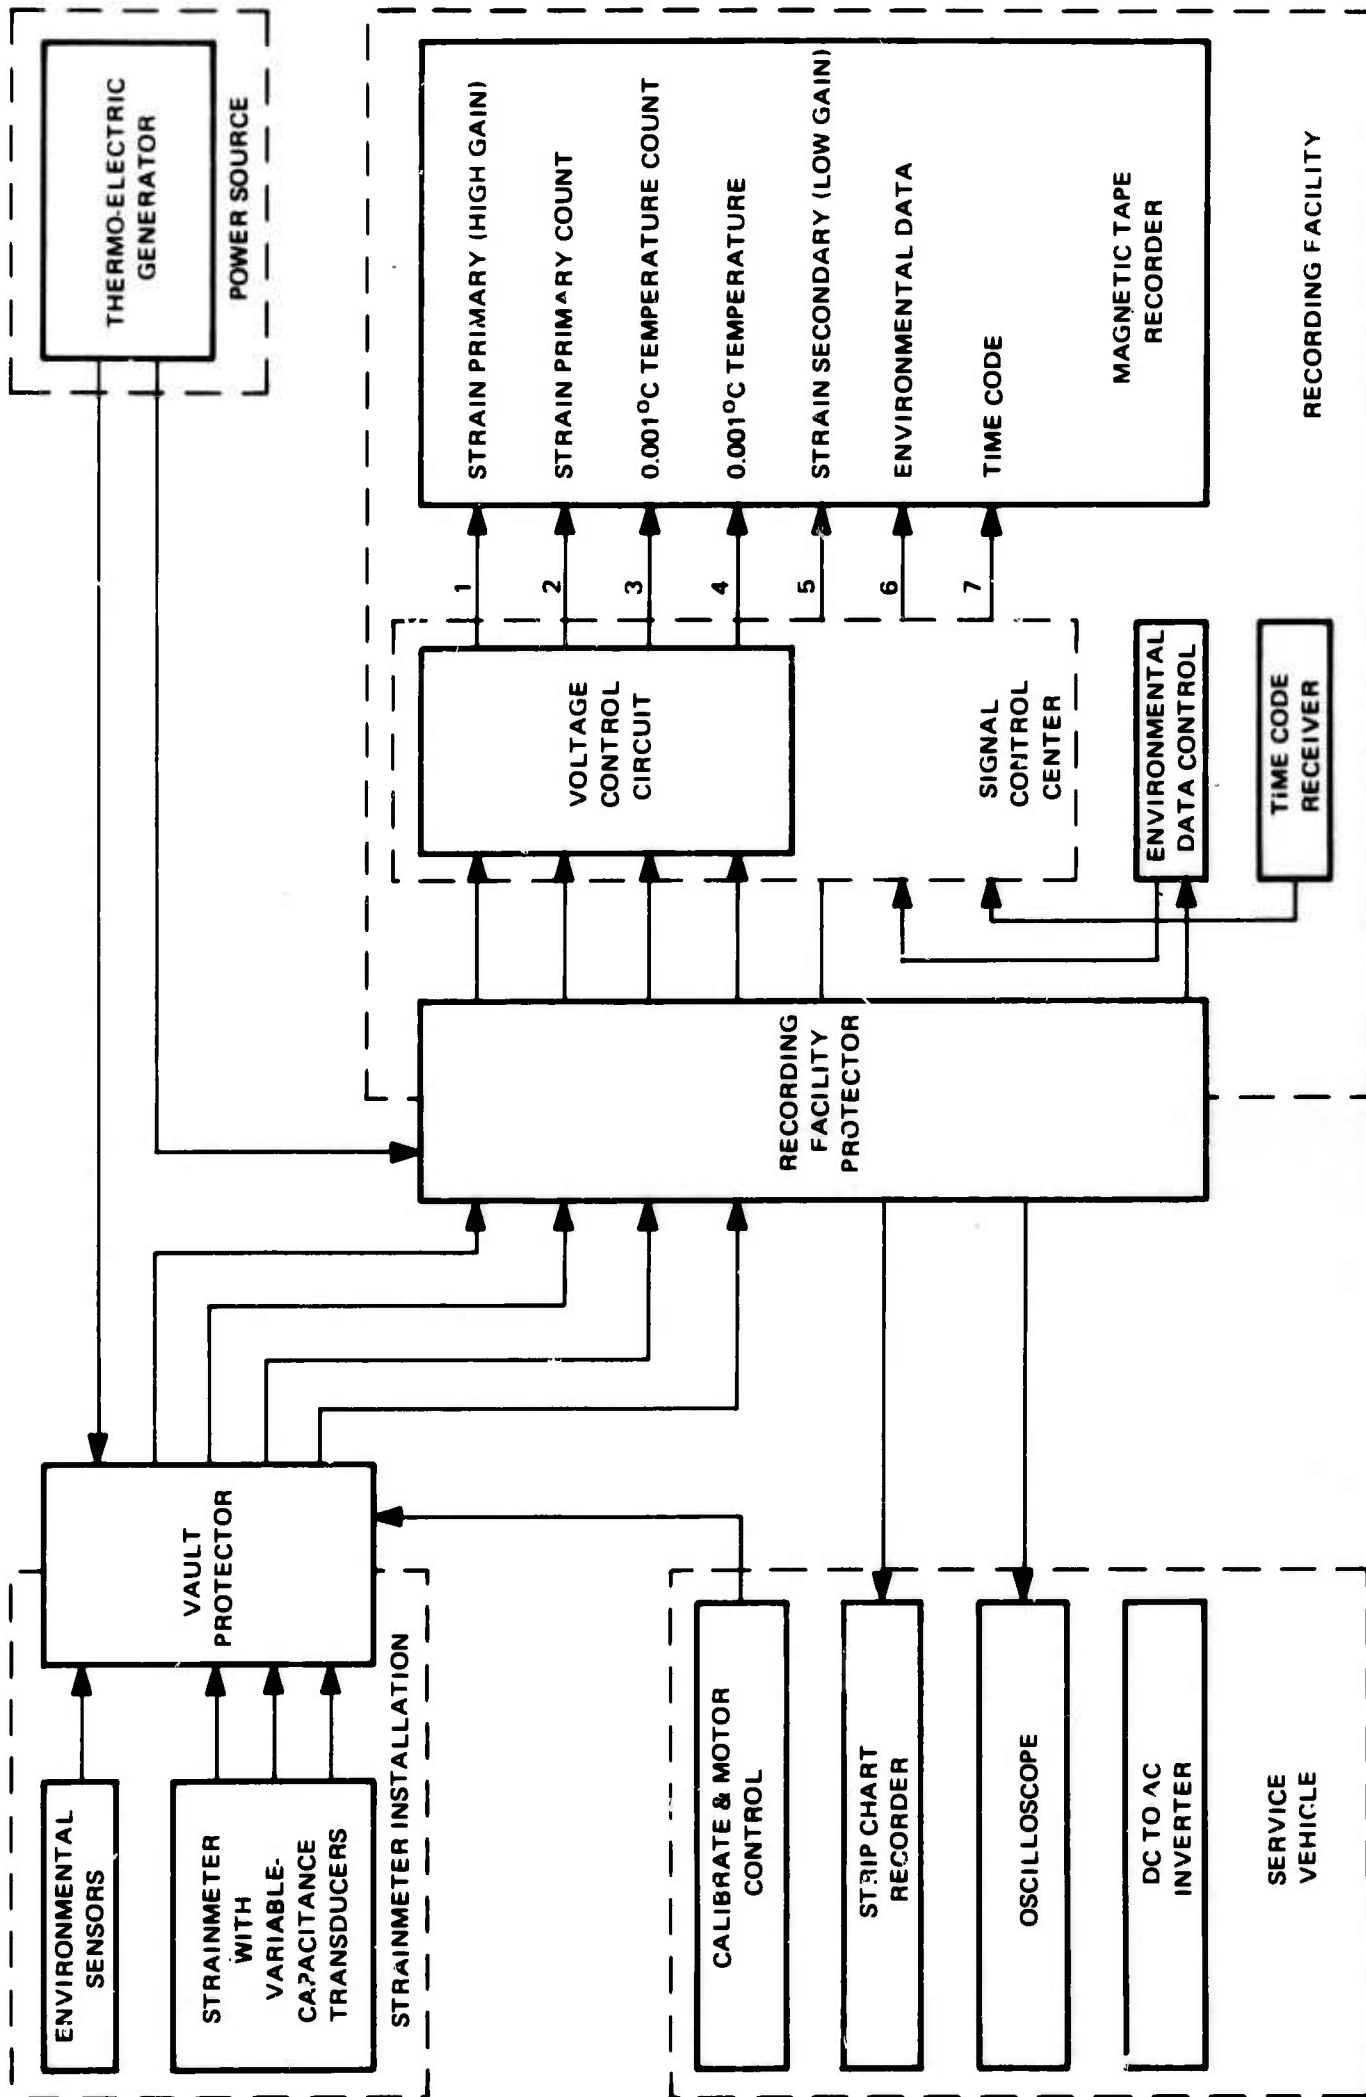 ENVIRONMENTAL
SENSORS
STRAINMETER
WITH
VARIABLE-
CAPACITANCE
TRANSDUCERS
STRAINMETER INSTALLATION
VAULT
PROTECTOR
THERMO-ELECTRIC
GENERATOR
POWER SOURCE
CALIBRATE & MOTOR
CONTROL
STRIP CHART
RECORDER
OSCILLOSCOPE
DC TO AC
INVERTER
SERVICE
VEHICLE
RECORDING
FACILITY
PROTECTOR
VOLTAGE
CONTROL
CIRCUIT
SIGNAL
CONTROL
CENTER
ENVIRONMENTAL
DATA CONTROL
TIME CODE
RECEIVER
1
2
3
4
5
6
7
STRAIN PRIMARY (HIGH GAIN)
STRAIN PRIMARY COUNT
0.001°C TEMPERATURE COUNT
0.001°C TEMPERATURE
STRAIN SECONDARY (LOW GAIN)
ENVIRONMENTAL DATA
TIME CODE
MAGNETIC TAPE
RECORDER
RECORDING FACILITY